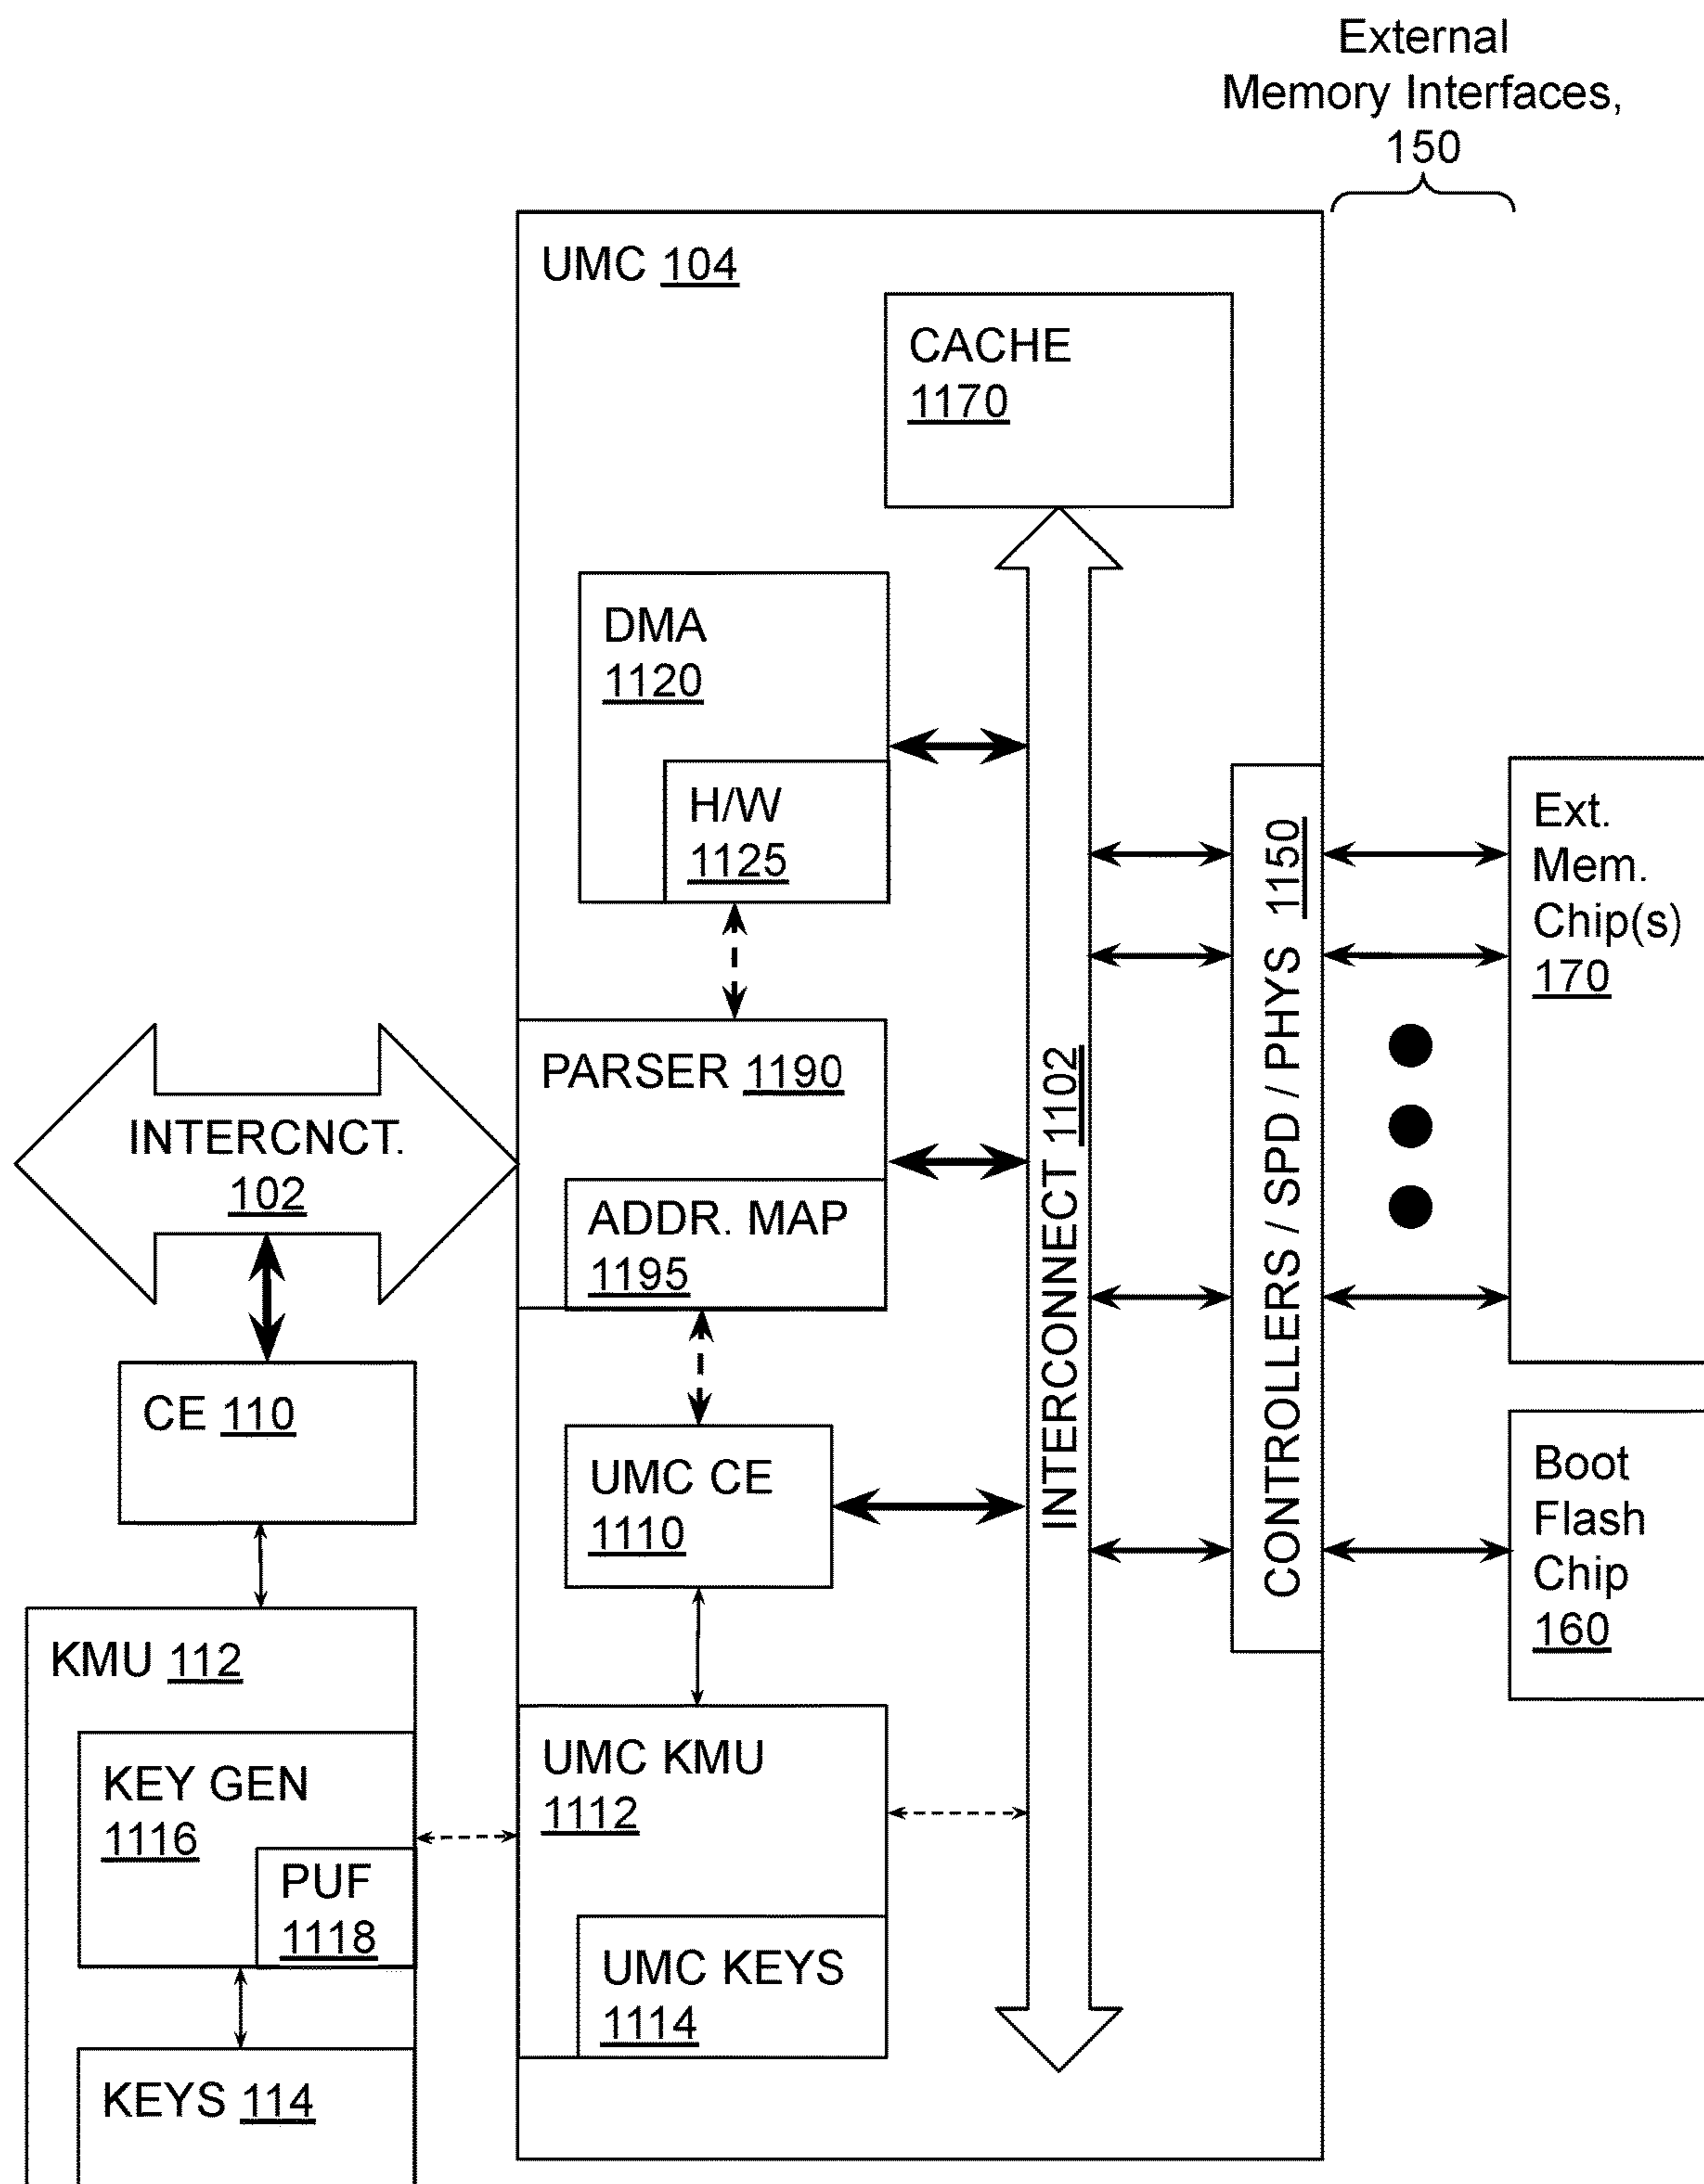 External
Memory Interfaces,
150
UMC 104
CACHE
1170
DMA
1120
H/W
1125
PARSER 1190
ADDR. MAP
1195
INTERCNCT.
102
CE 110
UMC CE
1110
KMU 112
KEY GEN
1116
PUF
1118
KEYS 114
UMC KMU
1112
UMC KEYS
1114
INTERCONNECT 1102
CONTROLLERS / SPD / PHYS 1150
Ext.
Mem.
Chip(s)
170
Boot
Flash
Chip
160